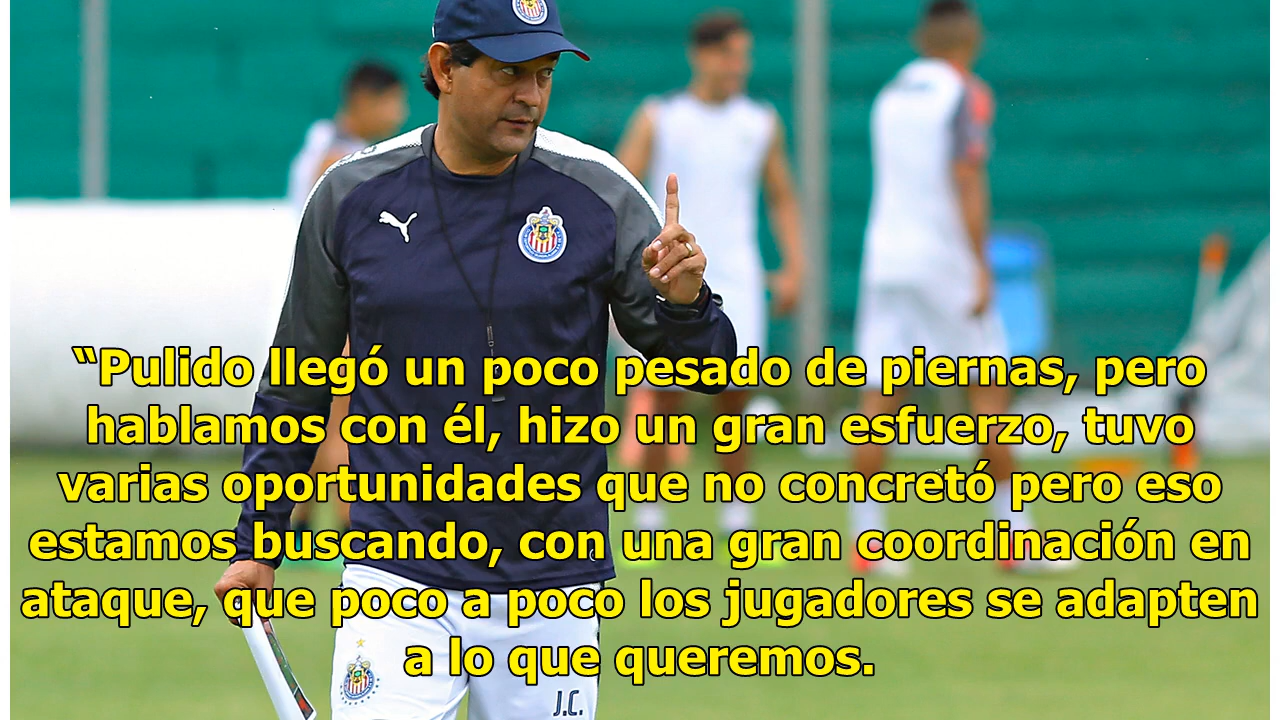 “Pulido llegó un poco pesado de piernas, pero
hablamos con él, hizo un gran esfuerzo, tuvo
varias oportunidades que no concretó pero eso
estamos buscando, con una gran coordinación en
ataque, que poco a poco los jugadores se adapten
a lo que queremos.
J.C.